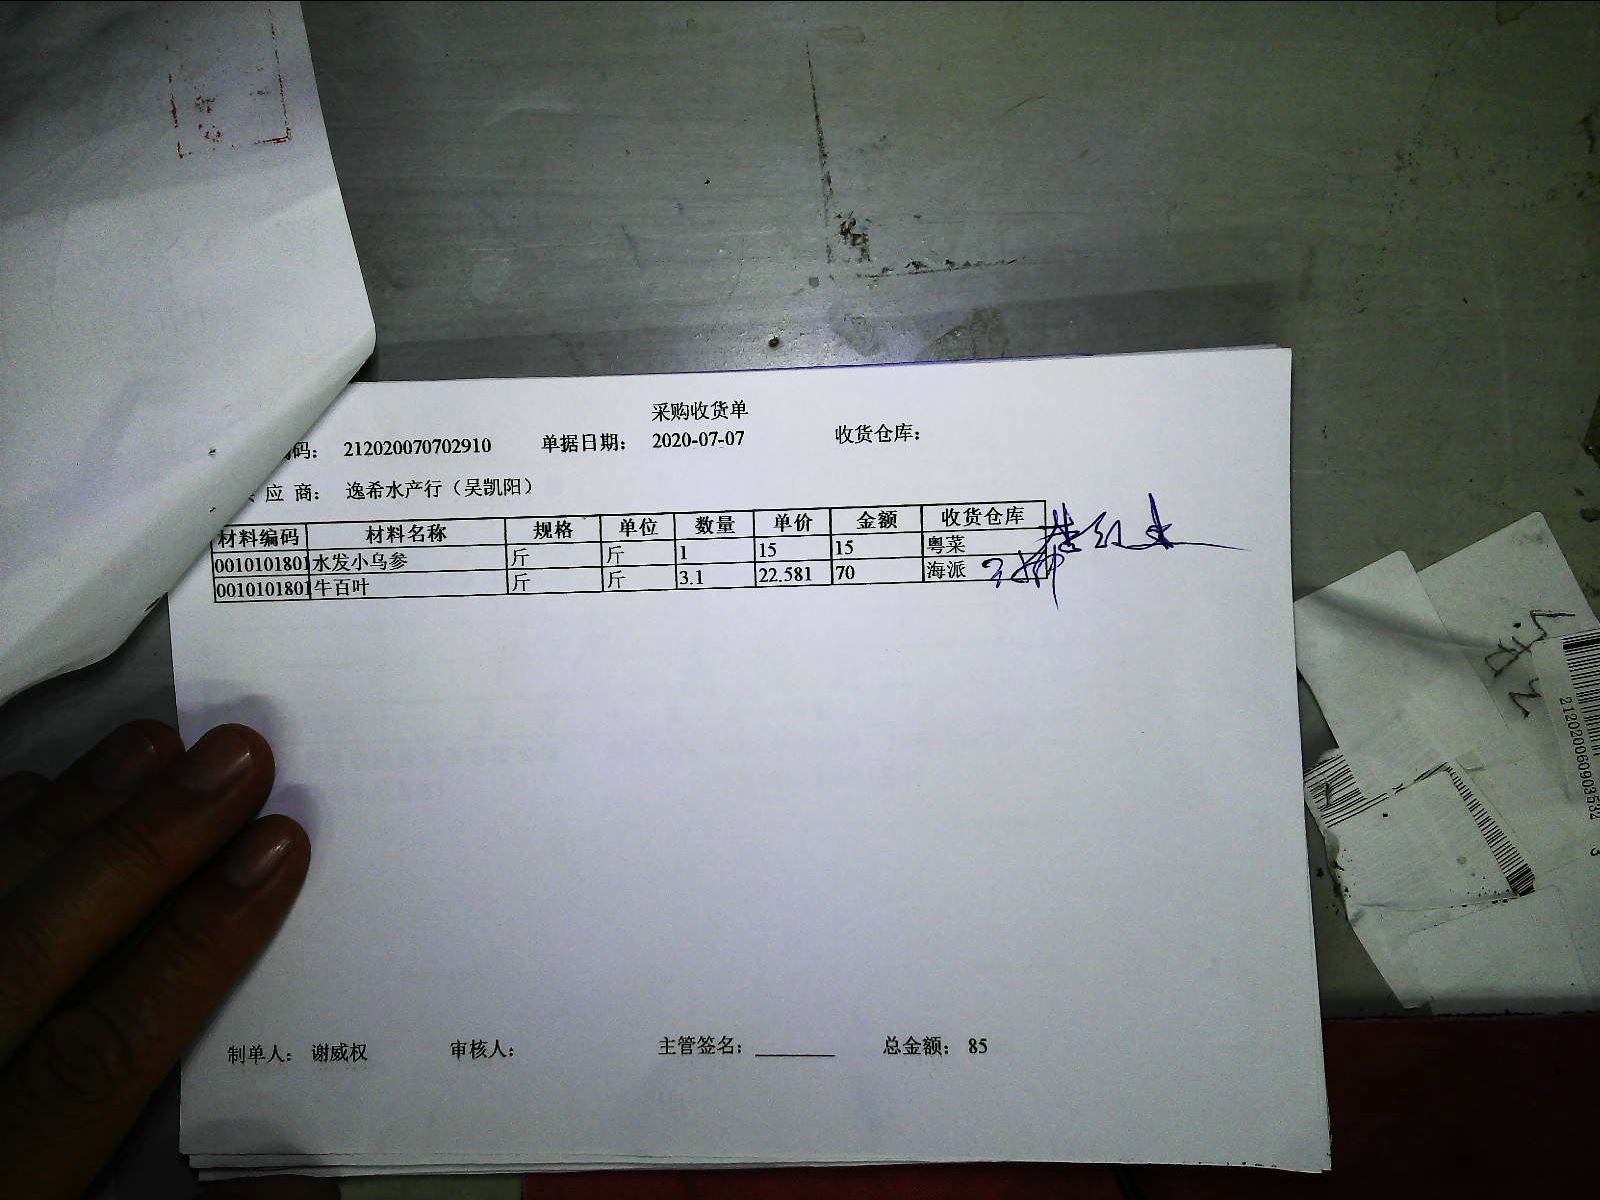 采购收货单
码： 212020070702910 单据日期： 2020-07-07 收货仓库：
应 商： 逸希水产行（吴凯阳）
材料编码 材料名称 规格 单位 数量 单价 金额 收货仓库
0010101801 水发小乌参 斤 斤 1 15 15 粤菜
0010101801 牛百叶 斤 斤 3.1 22.581 70 海派
制单人： 谢威权 审核人： 主管签名： ________ 总金额： 85
212020060903532 3